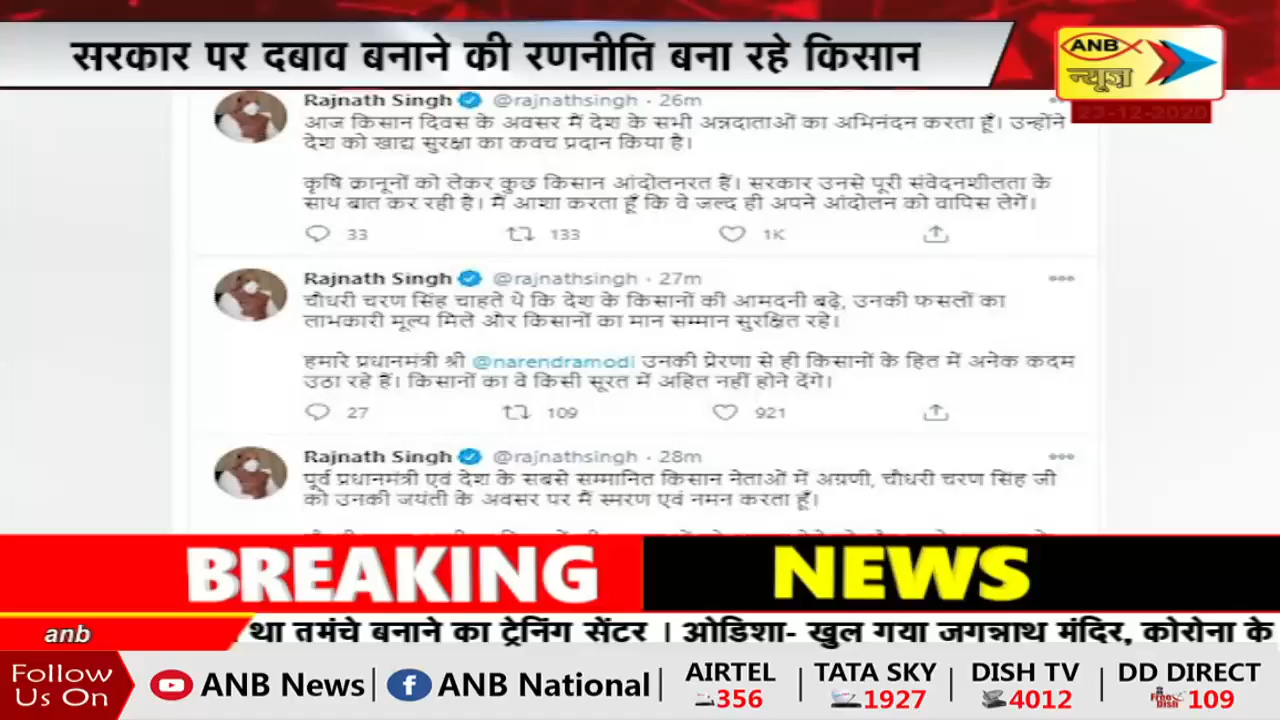 सरकार पर दबाव बनाने की रणनीति बना रहे किसान
ANB
न्यूज़
23-12-2020
Rajnath Singh @rajnathsingh · 26m
आज किसान दिवस के अवसर मैं देश के सभी अन्नदाताओं का अभिनंदन करता हूँ। उन्होंने
देश को खाद्य सुरक्षा का कवच प्रदान किया है।
कृषि क़ानूनों को लेकर कुछ किसान आंदोलनरत हैं। सरकार उनसे पूरी संवेदनशीलता के
साथ बात कर रही है। मैं आशा करता हूँ कि वे जल्द ही अपने आंदोलन को वापिस लेगें।
33 133 1K
Rajnath Singh @rajnathsingh · 27m
चौधरी चरण सिंह चाहते थे कि देश के किसानों की आमदनी बढ़े, उनकी फसलों का
लाभकारी मूल्य मिले और किसानों का मान सम्मान सुरक्षित रहे।
हमारे प्रधानमंत्री श्री @narendramodi उनकी प्रेरणा से ही किसानों के हित में अनेक कदम
उठा रहे हैं। किसानों का वे किसी सूरत में अहित नहीं होने देंगे।
27 109 921
Rajnath Singh @rajnathsingh · 28m
पूर्व प्रधानमंत्री एवं देश के सबसे सम्मानित किसान नेताओं में अग्रणी, चौधरी चरण सिंह जी
को उनकी जयंती के अवसर पर मैं स्मरण एवं नमन करता हूँ।
BREAKING NEWS
anb
था तमंचे बनाने का ट्रेनिंग सेंटर । ओडिशा- खुल गया जगन्नाथ मंदिर, कोरोना के
Follow Us On
ANB News | ANB National | AIRTEL 356 | TATA SKY 1927 | DISH TV 4012 | DD DIRECT Free Dish 109